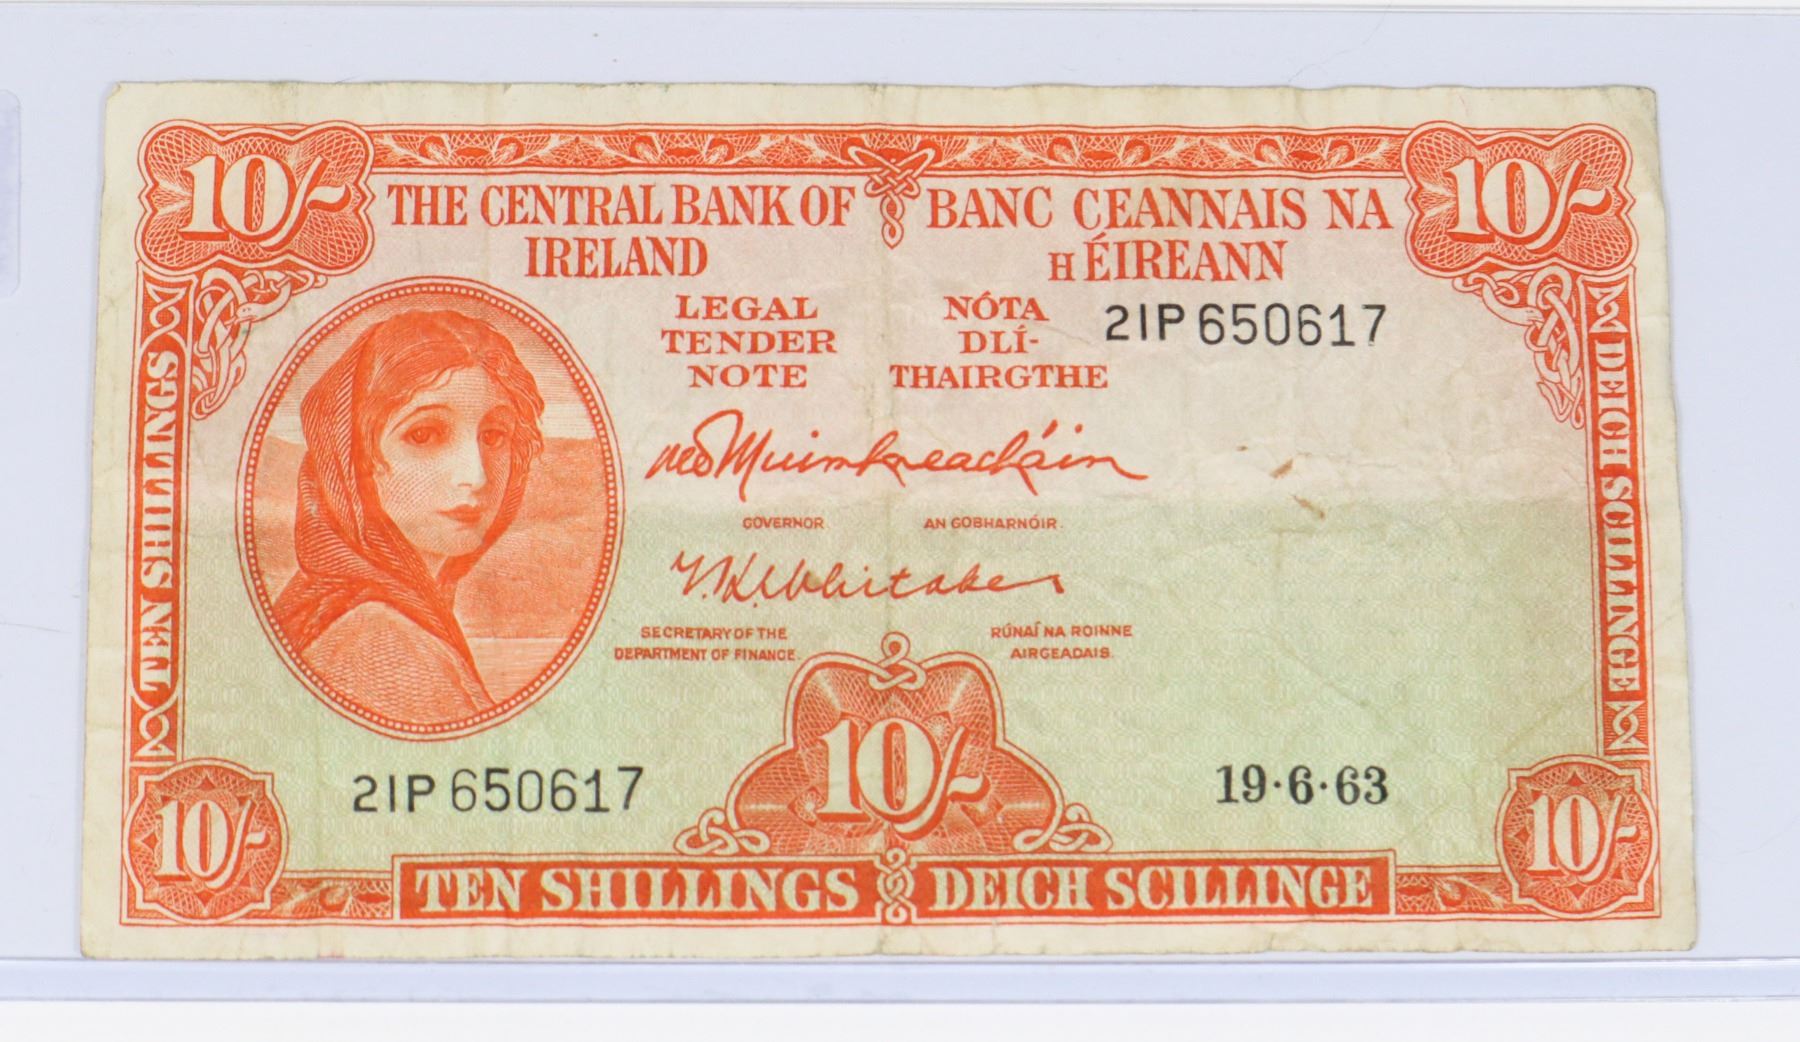 10/-
10/-
THE CENTRAL BANK OF
IRELAND
BANC CEANNAIS NA
H ÉIREANN
LEGAL
TENDER
NOTE
NÓTA
DLÍ-
THAIRGTHE
21P 650617
TEN SHILLINGS
DEICH SCILLINGE
Muimhneacháin
GOVERNOR
AN GOBHARNÓIR.
T. K. Whitaker
SECRETARY OF THE
DEPARTMENT OF FINANCE.
RÚNAÍ NA ROINNE
AIRGEADAIS.
21P 650617
10/-
19·6·63
10/-
10/-
TEN SHILLINGS
DEICH SCILLINGE